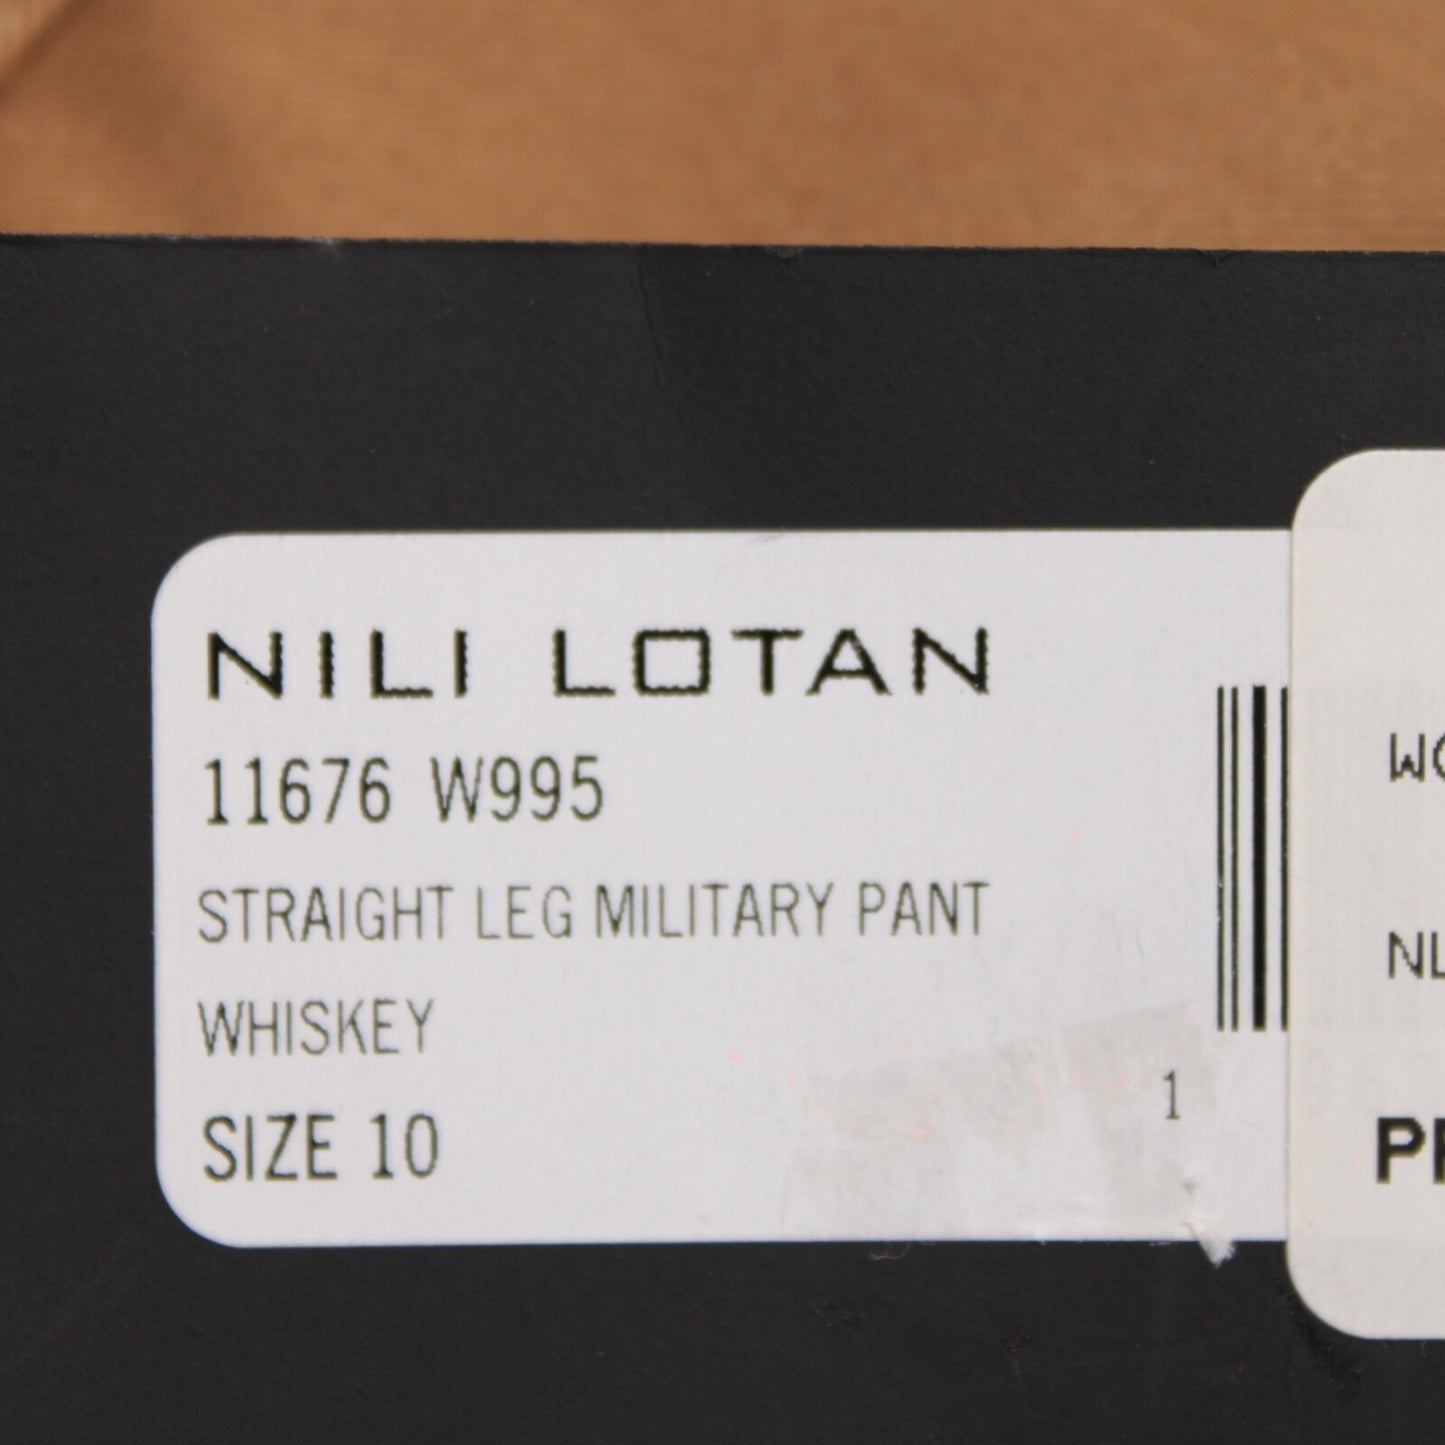 NILI LOTAN
11676 W995
STRAIGHT LEG MILITARY PANT
WHISKEY
SIZE 10
1